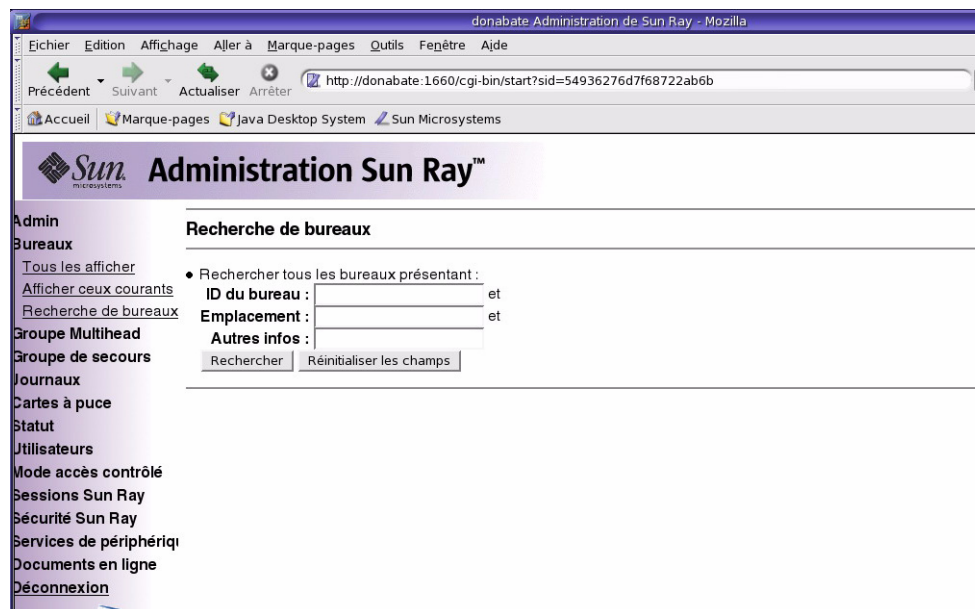 donabate Administration de Sun Ray - Mozilla
Fichier Edition Affichage Aller à Marque-pages Outils Fenêtre Aide
Précédent Suivant Actualiser Arrêter http://donabate:1660/cgi-bin/start?sid=54936276d7f68722ab6b
Accueil Marque-pages Java Desktop System Sun Microsystems
Sun microsystems Administration Sun Ray™
Admin
Bureaux
Tous les afficher
Afficher ceux courants
Recherche de bureaux
Groupe Multihead
Groupe de secours
Journaux
Cartes à puce
Statut
Utilisateurs
Mode accès contrôlé
Sessions Sun Ray
Sécurité Sun Ray
Services de périphériqu
Documents en ligne
Déconnexion
Recherche de bureaux
• Rechercher tous les bureaux présentant :
ID du bureau : et
Emplacement : et
Autres infos :
Rechercher Réinitialiser les champs